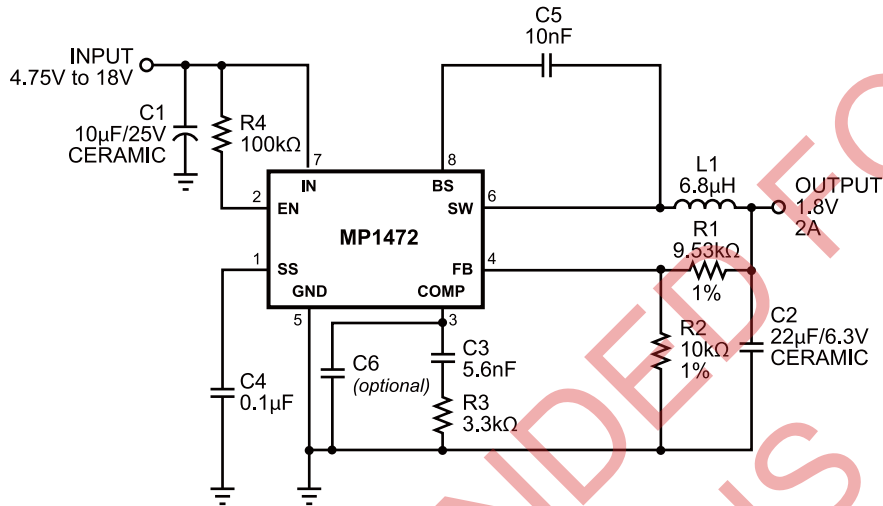 C5
10nF
INPUT
4.75V to 18V
C1
10µF/25V
CERAMIC
R4
100kΩ
7
8
IN
BS
2
EN
SW
6
L1
6.8µH
OUTPUT
1.8V
2A
MP1472
R1
9.53kΩ
1%
1
SS
FB
4
GND
COMP
5
3
R2
10kΩ
1%
C2
22µF/6.3V
CERAMIC
C3
5.6nF
C6
(optional)
C4
0.1µF
R3
3.3kΩ
NDED FO
NS